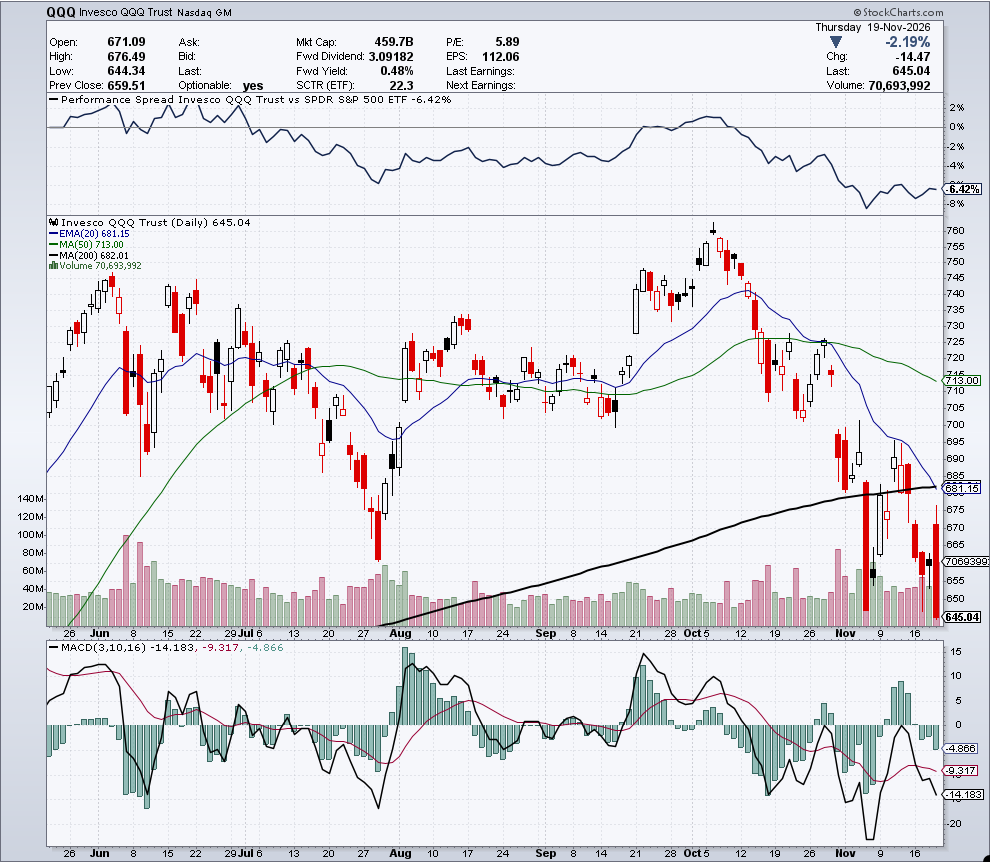 QQQ Invesco QQQ Trust Nasdaq GM © StockCharts.com
Thursday 19-Nov-2026
Open: 671.09 Ask: Mkt Cap: 459.7B P/E: 5.89 -2.19%
High: 676.49 Bid: Fwd Dividend: 3.09182 EPS: 112.06 Chg: -14.47
Low: 644.34 Last: Fwd Yield: 0.48% Last Earnings: Last: 645.04
Prev Close: 659.51 Optionable: yes SCTR (ETF): 22.3 Next Earnings: Volume: 70,693,992
Performance Spread Invesco QQQ Trust vs SPDR S&P 500 ETF -6.42%
2%
0%
-2%
-4%
-6.42%
-8%
Invesco QQQ Trust (Daily) 645.04
EMA(20) 681.15
MA(50) 713.00
MA(200) 682.01
Volume 70,693,992
760
755
750
745
740
735
730
725
720
715
713.00
710
705
700
695
690
685
681.15
675
670
665
70693992
655
650
645.04
140M
120M
100M
80M
60M
40M
20M
26 Jun 8 15 22 29 Jul 6 13 20 27 Aug 10 17 24 Sep 8 14 21 28 Oct 5 12 19 26 Nov 9 16
MACD(3,10,16) -14.183, -9.317, -4.866
15
10
5
0
-4.866
-9.317
-14.183
-20
26 Jun 8 15 22 29 Jul 6 13 20 27 Aug 10 17 24 Sep 8 14 21 28 Oct 5 12 19 26 Nov 9 16